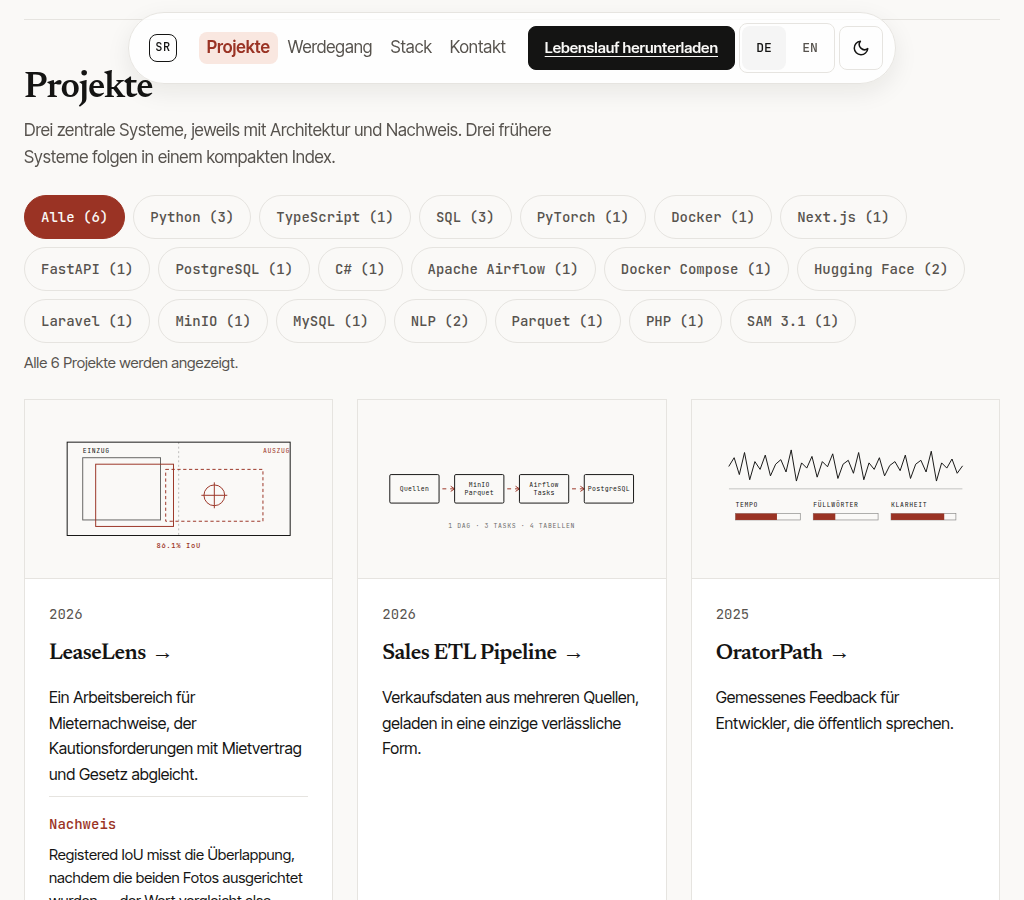 SR
Projekte
Werdegang
Stack
Kontakt
Lebenslauf herunterladen
DE
EN
Projekte
Drei zentrale Systeme, jeweils mit Architektur und Nachweis. Drei frühere
Systeme folgen in einem kompakten Index.
Alle (6)
Python (3)
TypeScript (1)
SQL (3)
PyTorch (1)
Docker (1)
Next.js (1)
FastAPI (1)
PostgreSQL (1)
C# (1)
Apache Airflow (1)
Docker Compose (1)
Hugging Face (2)
Laravel (1)
MinIO (1)
MySQL (1)
NLP (2)
Parquet (1)
PHP (1)
SAM 3.1 (1)
Alle 6 Projekte werden angezeigt.
EINZUG
AUSZUG
86.1% IoU
2026
LeaseLens →
Ein Arbeitsbereich für
Mieternachweise, der
Kautionsforderungen mit Mietvertrag
und Gesetz abgleicht.
Nachweis
Registered IoU misst die Überlappung,
nachdem die beiden Fotos ausgerichtet
Quellen
MinIO
Parquet
Airflow
Tasks
PostgreSQL
1 DAG · 3 TASKS · 4 TABELLEN
2026
Sales ETL Pipeline →
Verkaufsdaten aus mehreren Quellen,
geladen in eine einzige verlässliche
Form.
TEMPO
FÜLLWÖRTER
KLARHEIT
2025
OratorPath →
Gemessenes Feedback für
Entwickler, die öffentlich sprechen.